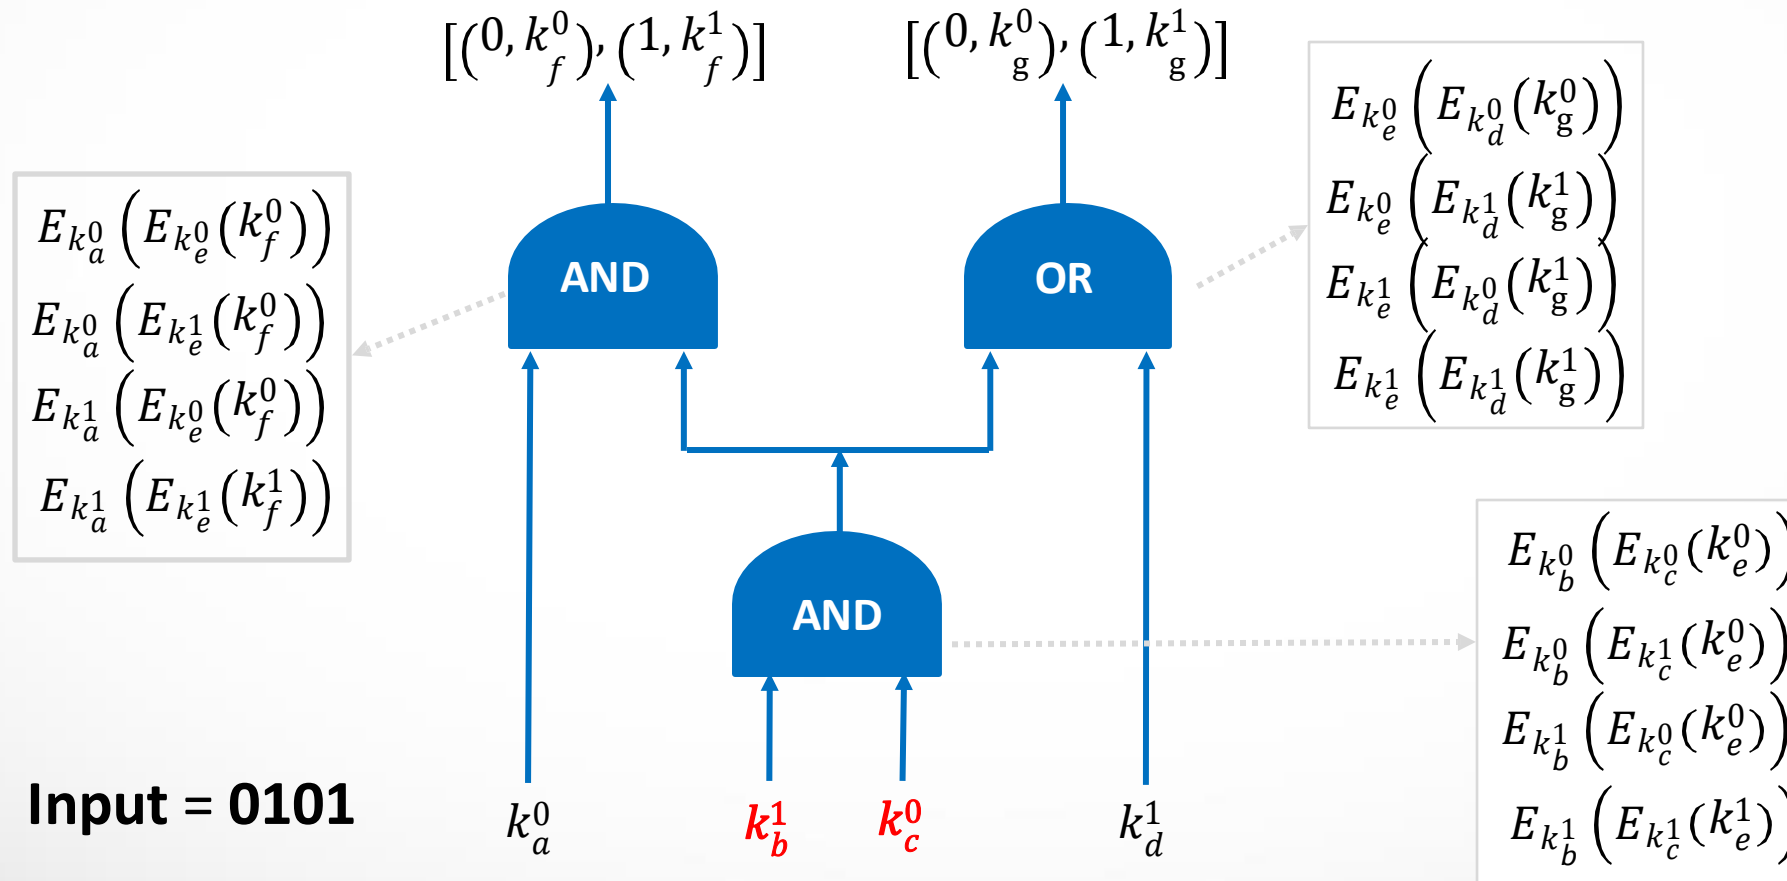 [(0, k_f^0), (1, k_f^1)]
[(0, k_g^0), (1, k_g^1)]
E_{k_a^0}(E_{k_e^0}(k_f^0))
E_{k_a^0}(E_{k_e^1}(k_f^0))
E_{k_a^1}(E_{k_e^0}(k_f^0))
E_{k_a^1}(E_{k_e^1}(k_f^1))
AND
OR
E_{k_e^0}(E_{k_d^0}(k_g^0))
E_{k_e^0}(E_{k_d^1}(k_g^1))
E_{k_e^1}(E_{k_d^0}(k_g^1))
E_{k_e^1}(E_{k_d^1}(k_g^1))
AND
E_{k_b^0}(E_{k_c^0}(k_e^0))
E_{k_b^0}(E_{k_c^1}(k_e^0))
E_{k_b^1}(E_{k_c^0}(k_e^0))
E_{k_b^1}(E_{k_c^1}(k_e^1))
Input = 0101
k_a^0
k_b^1
k_c^0
k_d^1